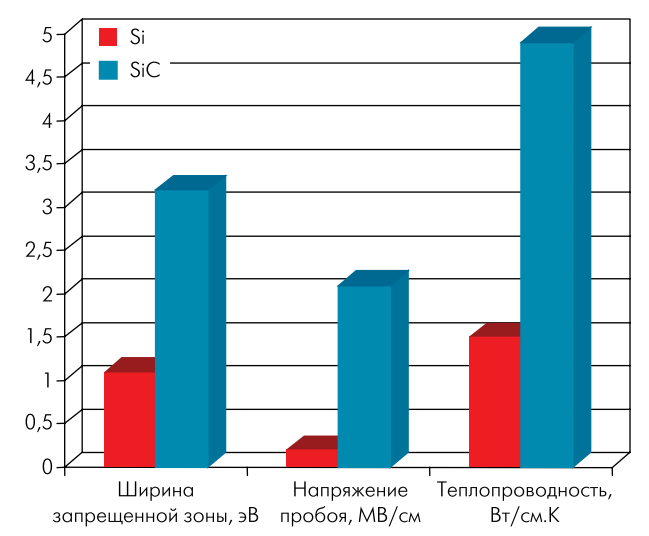 5
4,5
4
3,5
3
2,5
2
1,5
1
0,5
0
Si
SiC
Ширина
запрещенной зоны, эВ
Напряжение
пробоя, МВ/см
Теплопроводность,
Вт/см.К